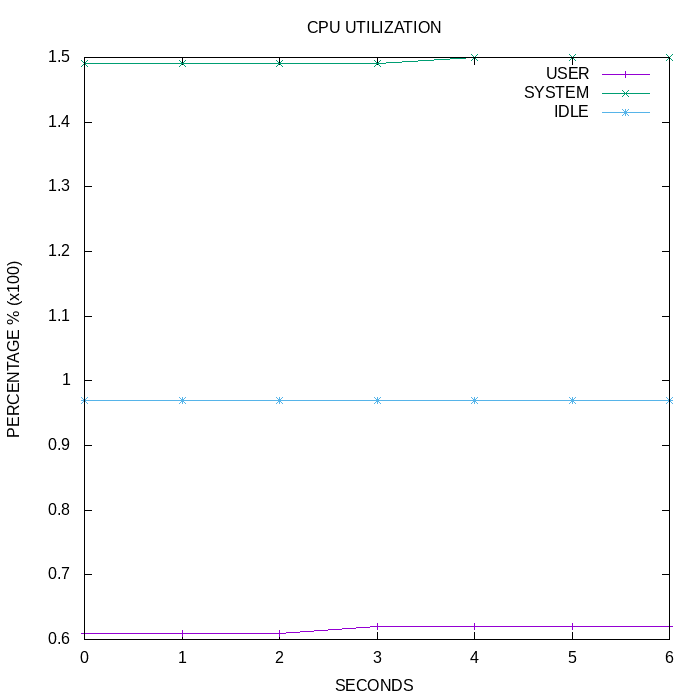 CPU UTILIZATION
1.5
1.4
1.3
1.2
1.1
1
0.9
0.8
0.7
0.6
PERCENTAGE % (x100)
USER
SYSTEM
IDLE
0 1 2 3 4 5 6
SECONDS